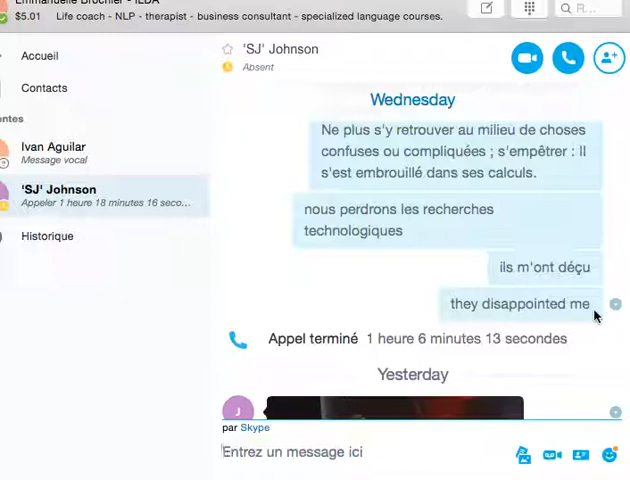 Emmanuelle Brochier - ILDA
$5.01 Life coach - NLP - therapist - business consultant - specialized language courses.
R...
Accueil
Contacts
entes
Ivan Aguilar
Message vocal
'SJ' Johnson
Appeler 1 heure 18 minutes 16 seco...
Historique
'SJ' Johnson
Absent
Wednesday
Ne plus s'y retrouver au milieu de choses
confuses ou compliquées ; s'empêtrer : Il
s'est embrouillé dans ses calculs.
nous perdrons les recherches
technologiques
ils m'ont déçu
they disappointed me
Appel terminé 1 heure 6 minutes 13 secondes
Yesterday
J
par Skype
Entrez un message ici